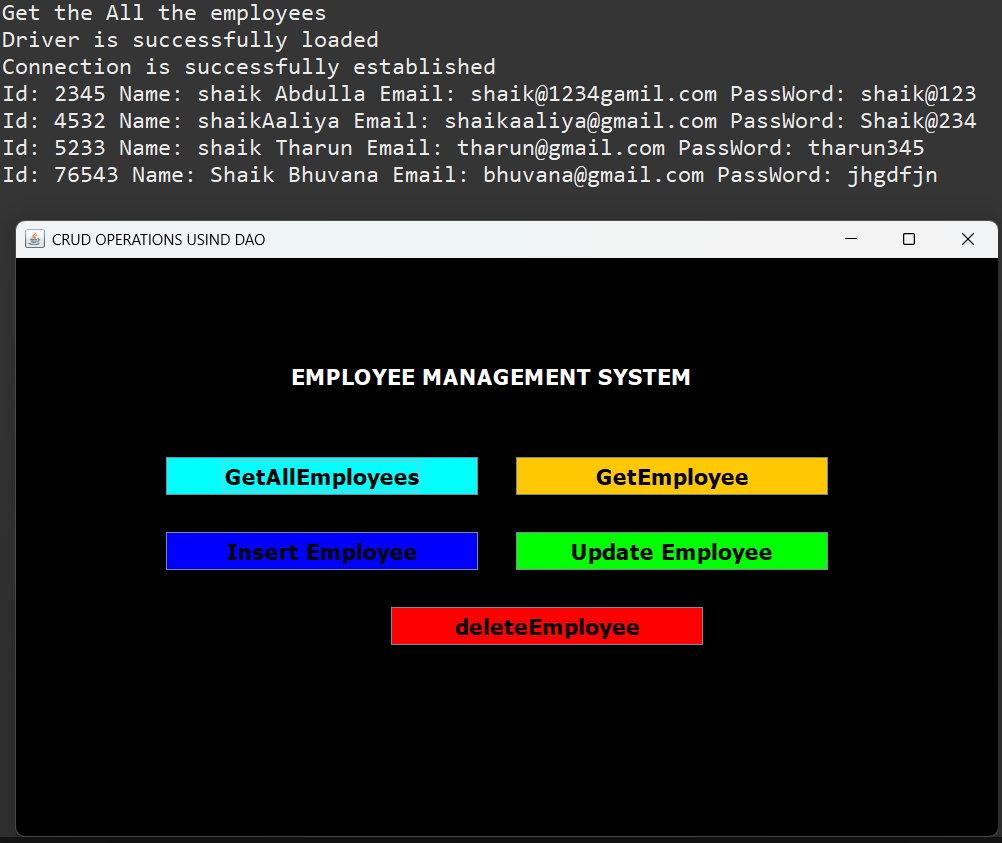 Get the All the employees
Driver is successfully loaded
Connection is successfully established
Id: 2345 Name: shaik Abdulla Email: shaik@1234gamil.com PassWord: shaik@123
Id: 4532 Name: shaikAaliya Email: shaikaaliya@gmail.com PassWord: Shaik@234
Id: 5233 Name: shaik Tharun Email: tharun@gmail.com PassWord: tharun345
Id: 76543 Name: Shaik Bhuvana Email: bhuvana@gmail.com PassWord: jhgdfjn
CRUD OPERATIONS USIND DAO
EMPLOYEE MANAGEMENT SYSTEM
GetAllEmployees GetEmployee
Insert Employee Update Employee
deleteEmployee